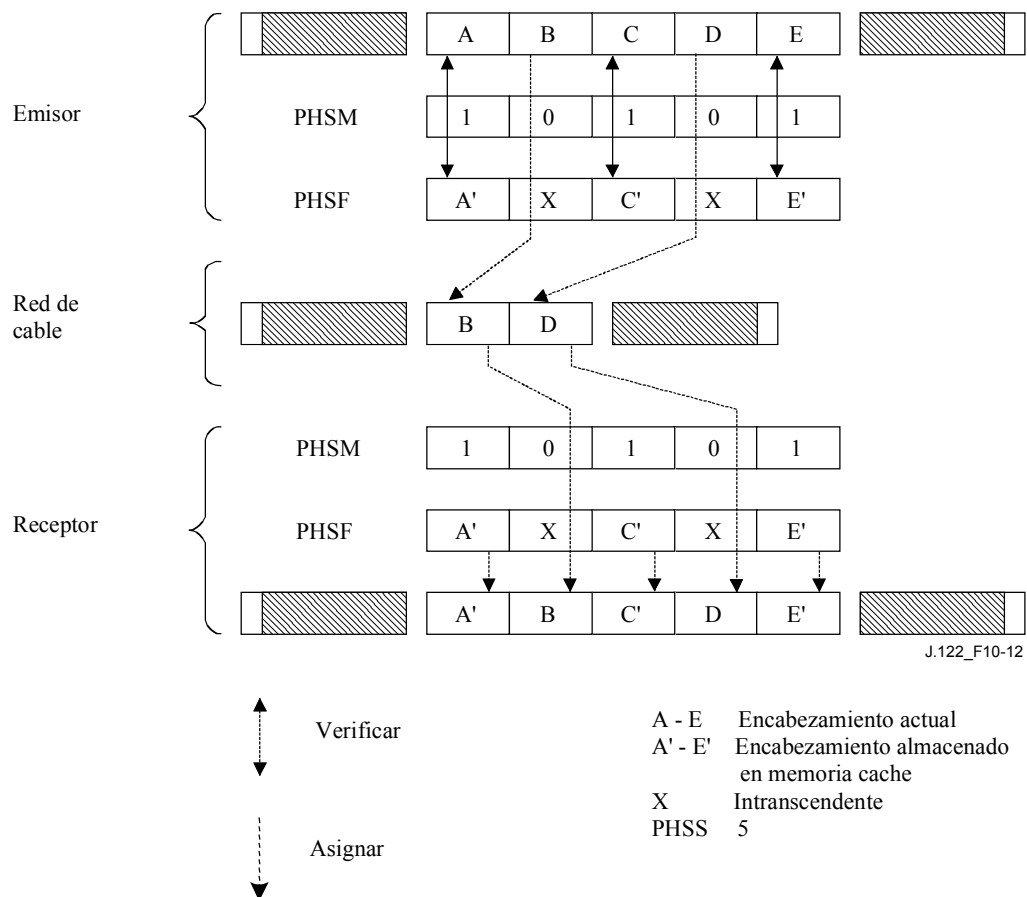 A B C D E
Emisor
PHSM 1 0 1 0 1
PHSF A' X C' X E'
Red de
cable
B D
PHSM 1 0 1 0 1
Receptor
PHSF A' X C' X E'
A' B C' D E'
J.122_F10-12
Verificar
A - E Encabezamiento actual
A' - E' Encabezamiento almacenado
en memoria cache
X Intranscendente
PHSS 5
Asignar